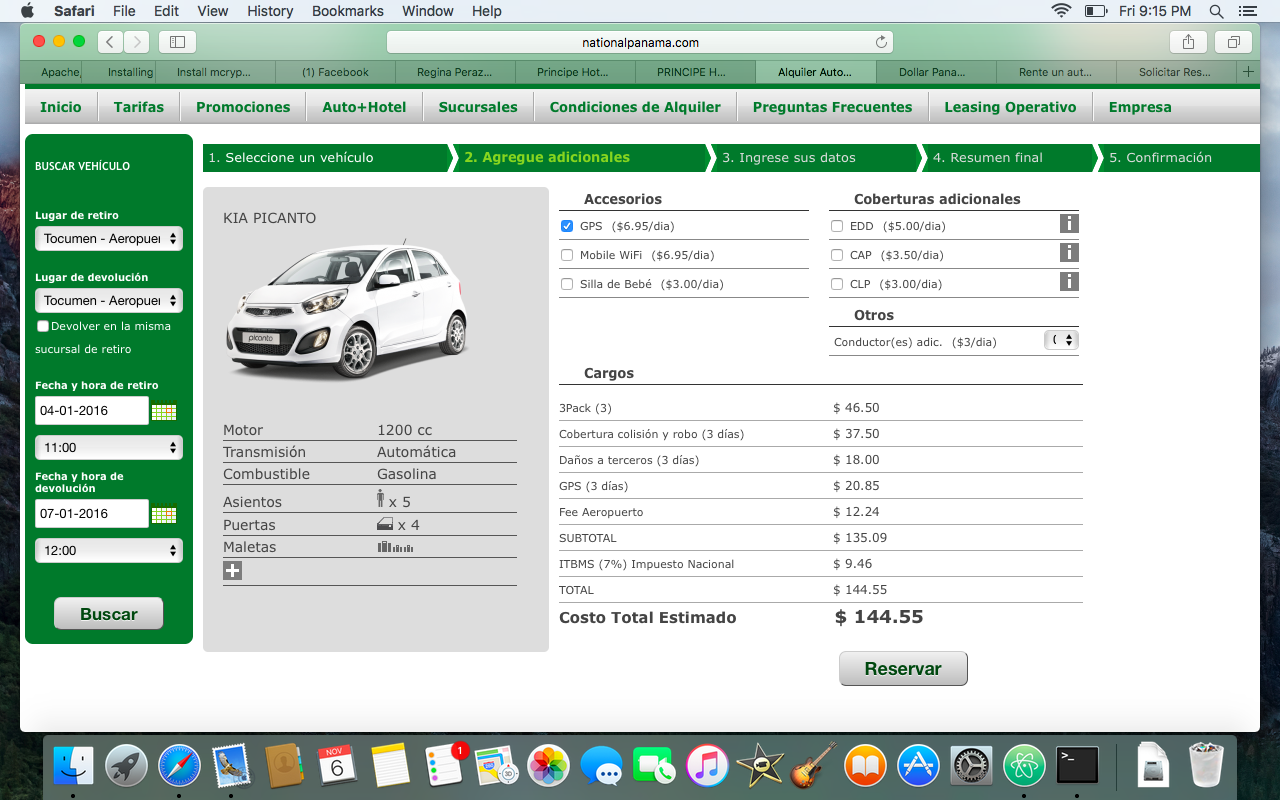 Safari File Edit View History Bookmarks Window Help Fri 9:15 PM
nationalpanama.com
Apache, Installing Install mcryp... (1) Facebook Regina Peraz... Principe Hot... PRINCIPE H... Alquiler Auto... Dollar Pana... Rente un aut... Solicitar Res...
Inicio Tarifas Promociones Auto+Hotel Sucursales Condiciones de Alquiler Preguntas Frecuentes Leasing Operativo Empresa
BUSCAR VEHÍCULO
Lugar de retiro
Tocumen - Aeropuer
Lugar de devolución
Tocumen - Aeropuer
Devolver en la misma
sucursal de retiro
Fecha y hora de retiro
04-01-2016
11:00
Fecha y hora de
devolución
07-01-2016
12:00
Buscar
1. Seleccione un vehículo 2. Agregue adicionales 3. Ingrese sus datos 4. Resumen final 5. Confirmación
KIA PICANTO
picanto
Motor 1200 cc
Transmisión Automática
Combustible Gasolina
Asientos x 5
Puertas x 4
Maletas
Accesorios
GPS ($6.95/dia)
Mobile WiFi ($6.95/dia)
Silla de Bebé ($3.00/dia)
Coberturas adicionales
EDD ($5.00/dia)
CAP ($3.50/dia)
CLP ($3.00/dia)
Otros
Conductor(es) adic. ($3/dia)
Cargos
3Pack (3) $ 46.50
Cobertura colisión y robo (3 días) $ 37.50
Daños a terceros (3 días) $ 18.00
GPS (3 días) $ 20.85
Fee Aeropuerto $ 12.24
SUBTOTAL $ 135.09
ITBMS (7%) Impuesto Nacional $ 9.46
TOTAL $ 144.55
Costo Total Estimado $ 144.55
Reservar
NOV
6
1